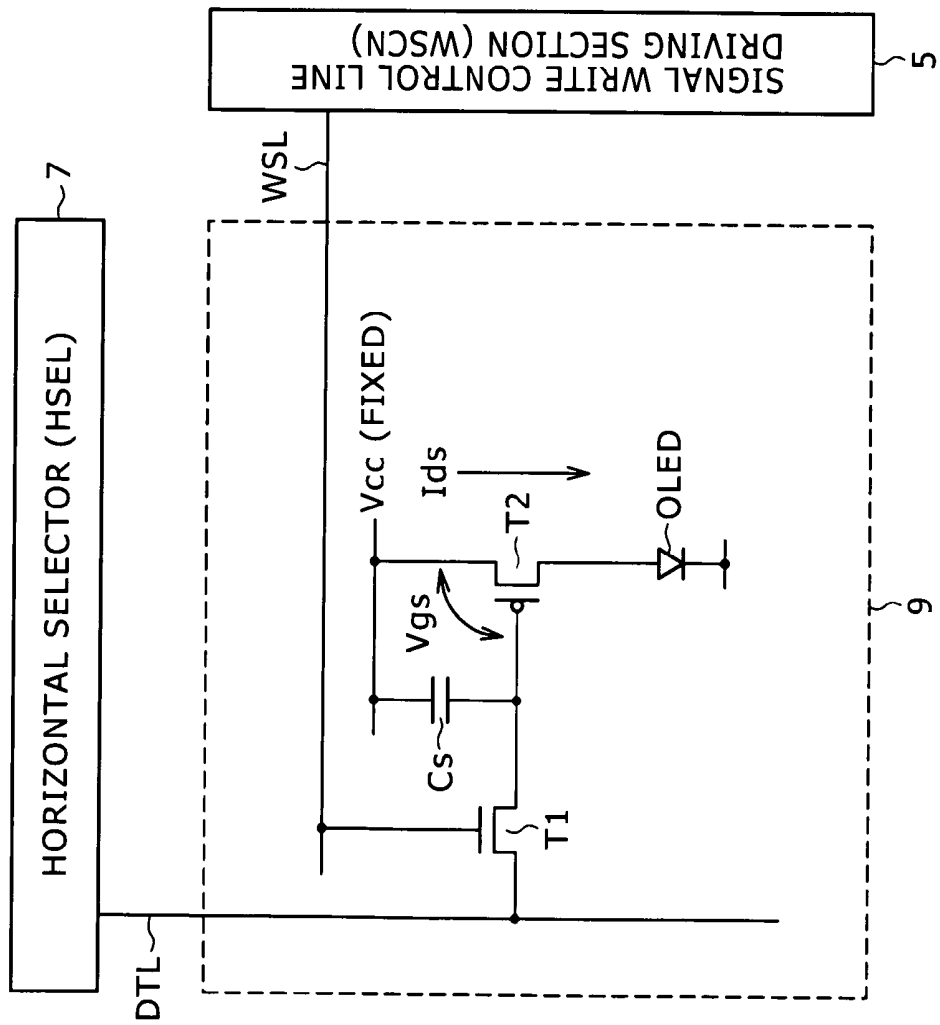 HORIZONTAL SELECTOR (HSEL)
7
DTL
WSL
SIGNAL WRITE CONTROL LINE
DRIVING SECTION (WSCN)
5
Vcc (FIXED)
Ids
Vgs
Cs
T2
T1
OLED
9